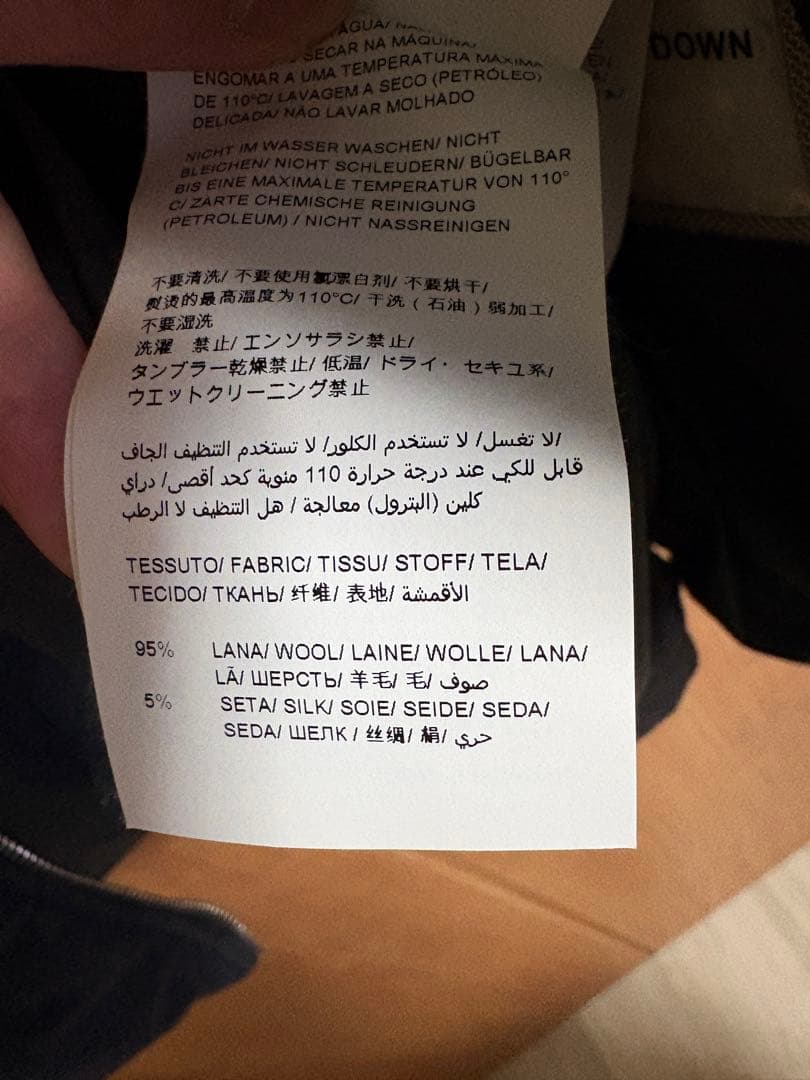 ÁGUA/
SECAR NA MÁQUINA/
ENGOMAR A UMA TEMPERATURA MÁXIMA
DE 110°C/ LAVAGEM A SECO (PETRÓLEO)
DELICADA/ NÃO LAVAR MOLHADO
NICHT IM WASSER WASCHEN/ NICHT
BLEICHEN/ NICHT SCHLEUDERN/ BÜGELBAR
BIS EINE MAXIMALE TEMPERATUR VON 110°
C/ ZARTE CHEMISCHE REINIGUNG
(PETROLEUM) / NICHT NASSREINIGEN
不要清洗/ 不要使用氯漂白剂/ 不要烘干/
熨烫的最高温度为110°C/ 干洗 ( 石油 ) 弱加工/
不要湿洗
洗濯 禁止/ エンソサラシ禁止/
タンブラー乾燥禁止/ 低温/ ドライ・ セキユ系/
ウエットクリーニング禁止
لا تغسل/ لا تستخدم الكلور/ لا تستخدم التنظيف الجاف/
قابل للكي عند درجة حرارة 110 مئوية كحد أقصى/ دراي
كلين (البترول) معالجة / هل التنظيف لا الرطب
TESSUTO/ FABRIC/ TISSU/ STOFF/ TELA/
TECIDO/ ТКАНЬ/ 纤维/ 表地/ الأقمشة
95% LANA/ WOOL/ LAINE/ WOLLE/ LANA/
LÃ/ ШЕРСТЬ/ 羊毛/ 毛/ صوف
5% SETA/ SILK/ SOIE/ SEIDE/ SEDA/
SEDA/ ШЕЛК / 丝绸/ 絹/ حري
DOWN